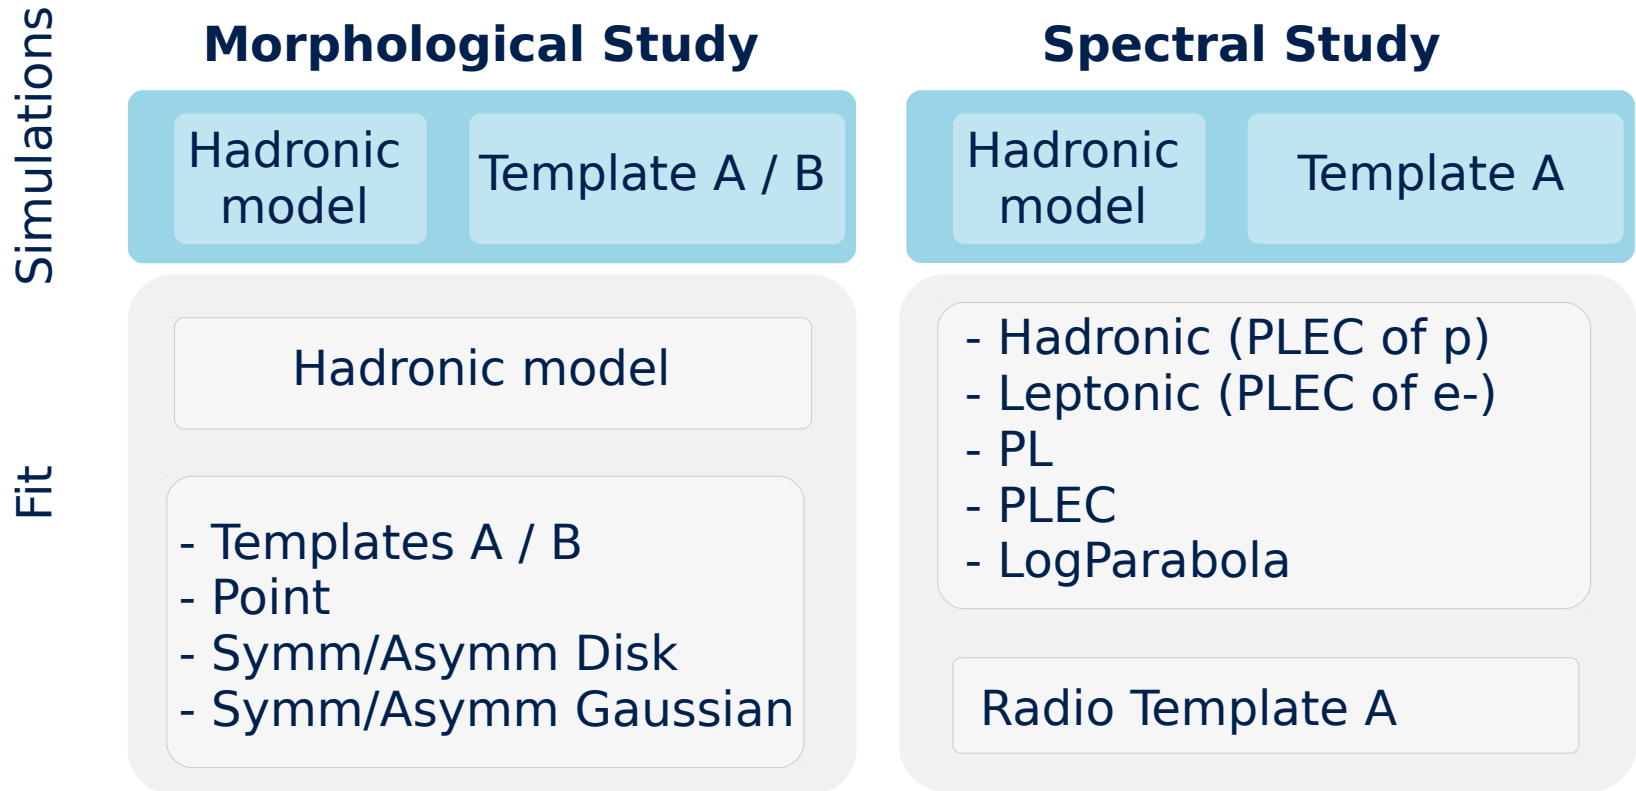 Simulations
Morphological Study
Hadronic
model
Template A / B
Spectral Study
Hadronic
model
Template A
Fit
Hadronic model
- Templates A / B
- Point
- Symm/Asymm Disk
- Symm/Asymm Gaussian
- Hadronic (PLEC of p)
- Leptonic (PLEC of e-)
- PL
- PLEC
- LogParabola
Radio Template A